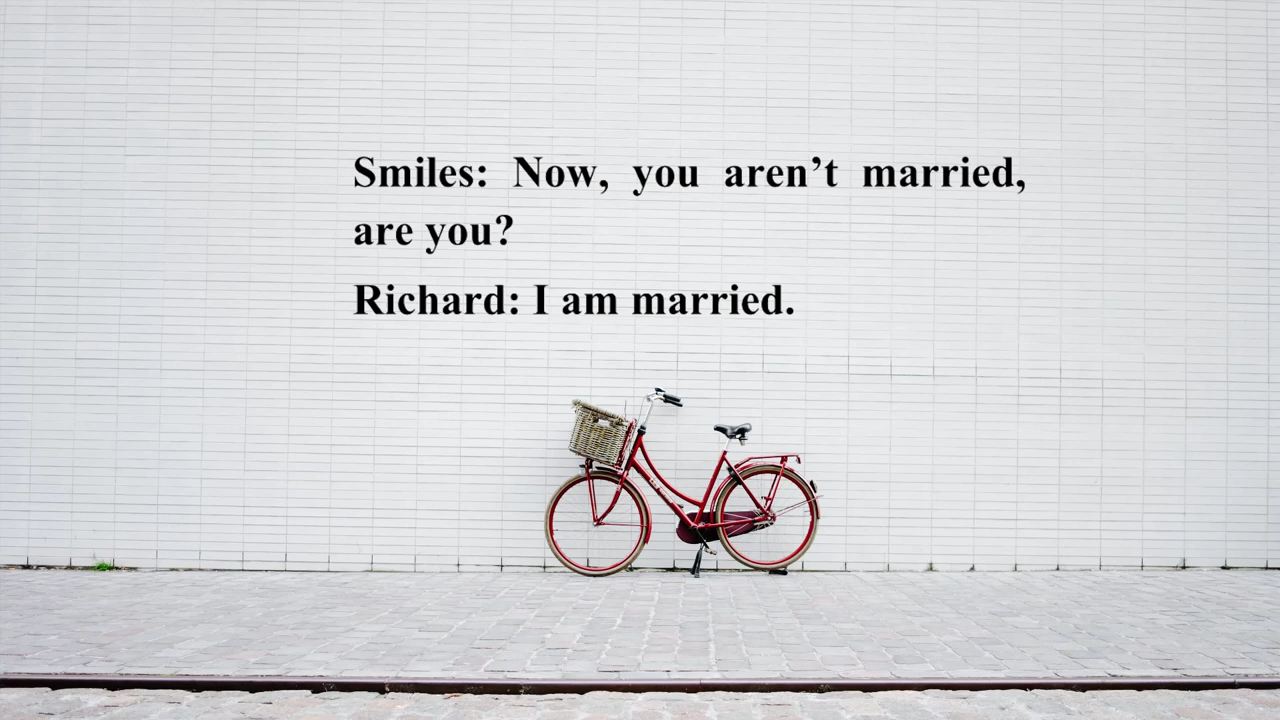 Smiles: Now, you aren’t married,
are you?
Richard: I am married.